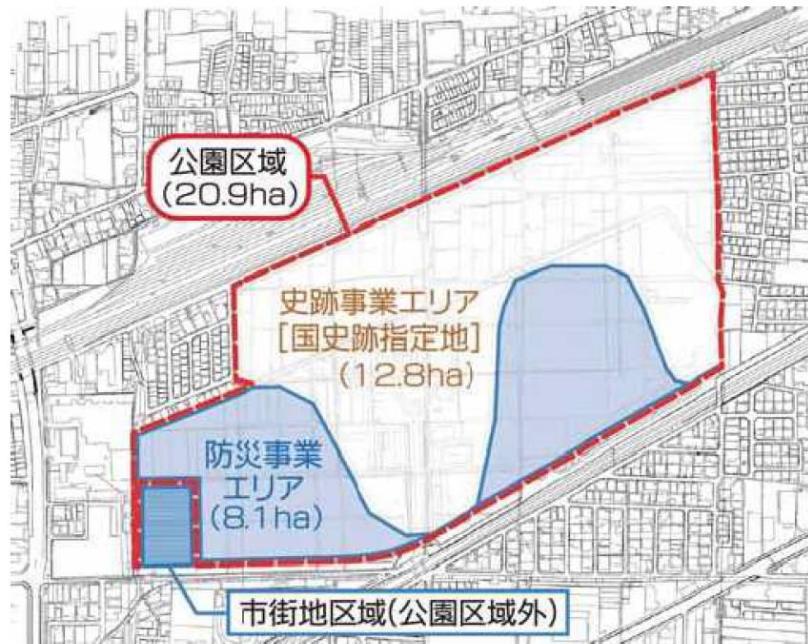 公園区域
(20.9ha)
史跡事業エリア
[国史跡指定地]
(12.8ha)
防災事業
エリア
(8.1ha)
市街地区域(公園区域外)